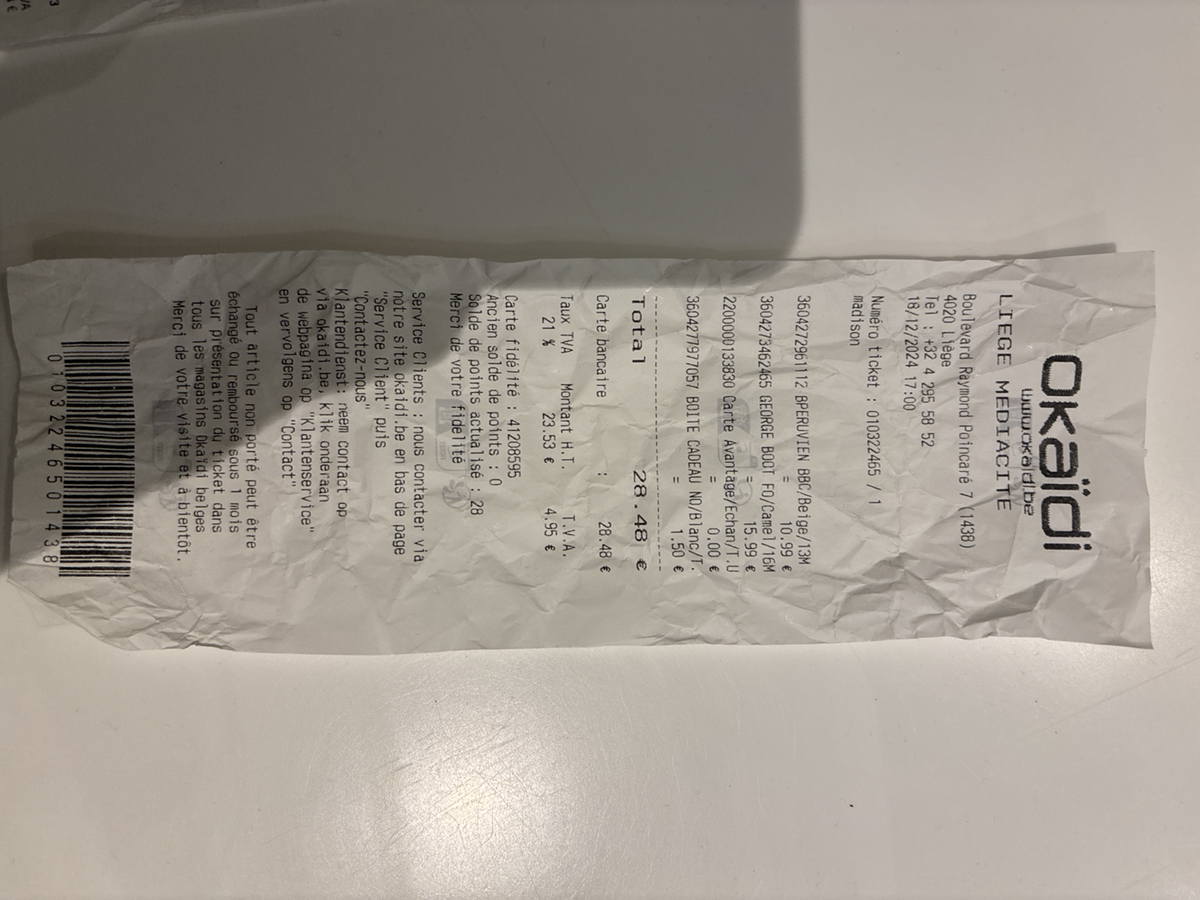 okaïdi
www.okaidi.be
LIEGE MEDIACITE
Boulevard Raymond Poincaré 7 (1438)
4020 Liège
Tel : +32 4 295 58 52
18/12/2024 17:00
Numéro ticket : 010322465 / 1
madison
3604272961112 BPERUVIEN BBC/Beige/13M
= 10.99 €
3604273462465 GEORGE BOOT FO/Camel/16M
= 15.99 €
2200000133830 Carte Avantage/Echan/T.U
= 0.00 €
3604277977057 BOITE CADEAU NO/Blanc/T.
= 1.50 €
Total 28.48 €
Carte bancaire : 28.48 €
Taux TVA Montant H.T. T.V.A.
21 % 23.53 € 4.95 €
Carte fidélité : 41208595
Ancien solde de points : 0
Solde de points actualisé : 28
Merci de votre fidélité
Service Clients : nous contacter via
notre site okaidi.be en bas de page
"Service Client" puis
"Contactez-nous"
Klantendienst: neem contact op
via okaidi.be, klik onderaan
de webpagina op "Klantenservice"
en vervolgens op "Contact"
Tout article non porté peut être
échangé ou remboursé sous 1 mois
sur présentation du ticket dans
tous les magasins Okaïdi belges
Merci de votre visite et à bientôt.
01032246501438